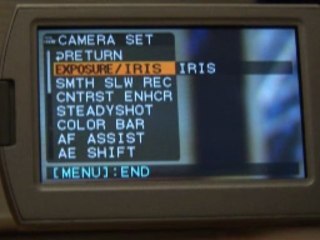 CAMERA SET
RETURN
EXPOSURE/IRIS IRIS
SMTH SLW REC
CNTRST ENHCR
STEADYSHOT
COLOR BAR
AF ASSIST
AE SHIFT
[MENU]:END